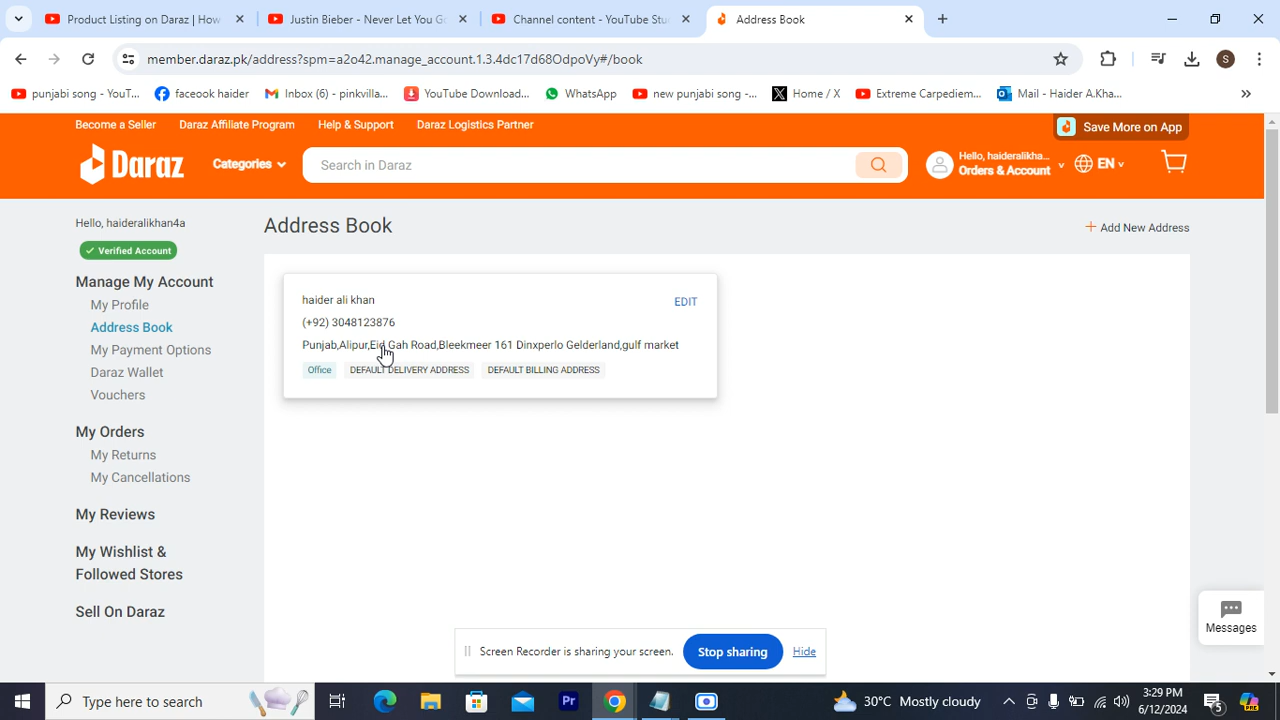 Product Listing on Daraz | How
Justin Bieber - Never Let You G
Channel content - YouTube Stu
Address Book
member.daraz.pk/address?spm=a2o42.manage_account.1.3.4dc17d68OdpoVy#/book
S
punjabi song - YouT...
faceook haider
Inbox (6) - pinkvilla...
YouTube Download...
WhatsApp
new punjabi song -...
Home / X
Extreme Carpediem...
Mail - Haider A.Kha...
Become a Seller
Daraz Affiliate Program
Help & Support
Daraz Logistics Partner
Save More on App
Daraz
Categories
Search in Daraz
Hello, haideralikha...
Orders & Account
EN
Hello, haideralikhan4a
Verified Account
Address Book
+ Add New Address
Manage My Account
My Profile
Address Book
My Payment Options
Daraz Wallet
Vouchers
My Orders
My Returns
My Cancellations
My Reviews
My Wishlist &
Followed Stores
Sell On Daraz
haider ali khan
EDIT
(+92) 3048123876
Punjab,Alipur,Eid Gah Road,Bleekmeer 161 Dinxperlo Gelderland,gulf market
Office
DEFAULT DELIVERY ADDRESS
DEFAULT BILLING ADDRESS
Messages
Screen Recorder is sharing your screen.
Stop sharing
Hide
Type here to search
Pr
30°C Mostly cloudy
3:29 PM
6/12/2024
5
PRE